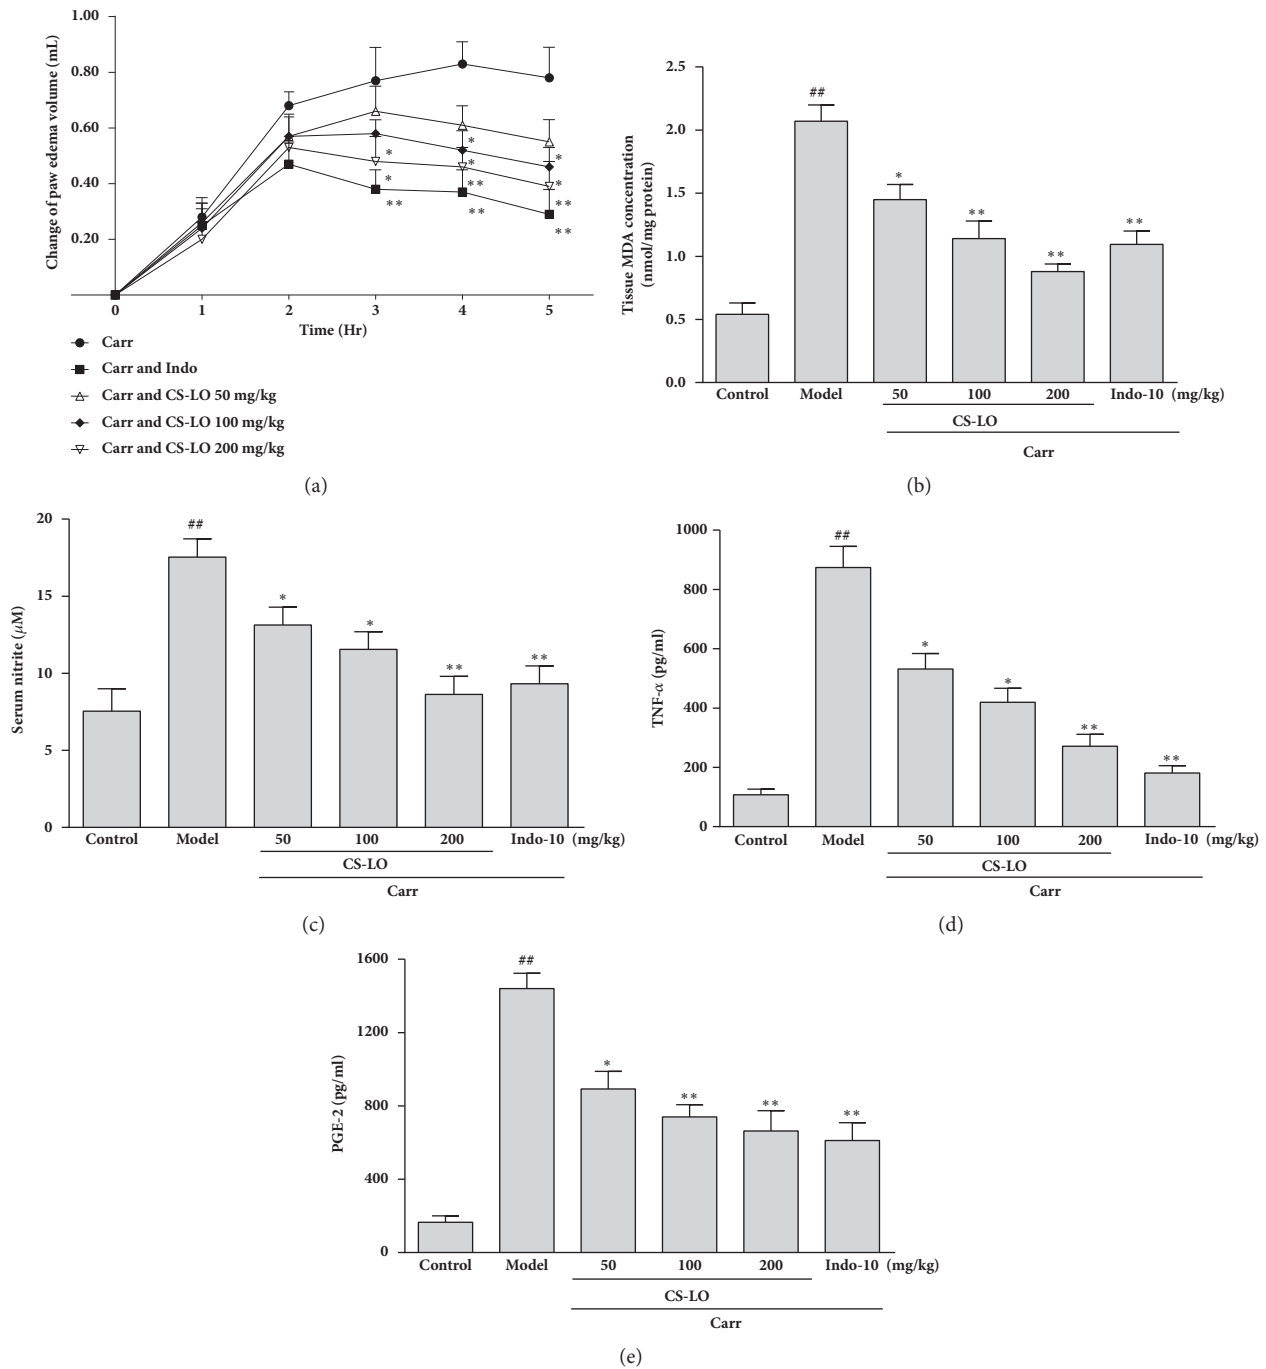 1.00
0.80
0.60
0.40
0.20
Change of paw edema volume (mL)
*
*
*
**
*
*
**
**
*
*
**
**
0 1 2 3 4 5
Time (Hr)
Carr
Carr and Indo
Carr and CS-LO 50 mg/kg
Carr and CS-LO 100 mg/kg
Carr and CS-LO 200 mg/kg
(a)
2.5
2.0
1.5
1.0
0.5
0.0
Tissue MDA concentration
(nmol/mg protein)
## * ** ** **
Control Model 50 100 200 Indo-10 (mg/kg)
CS-LO
Carr
(b)
20
15
10
5
0
Serum nitrite (μM)
## * * ** **
Control Model 50 100 200 Indo-10 (mg/kg)
CS-LO
Carr
(c)
1000
800
600
400
200
0
TNF-α (pg/ml)
## * * ** **
Control Model 50 100 200 Indo-10 (mg/kg)
CS-LO
Carr
(d)
1600
1200
800
400
0
PGE-2 (pg/ml)
## * ** ** **
Control Model 50 100 200 Indo-10 (mg/kg)
CS-LO
Carr
(e)